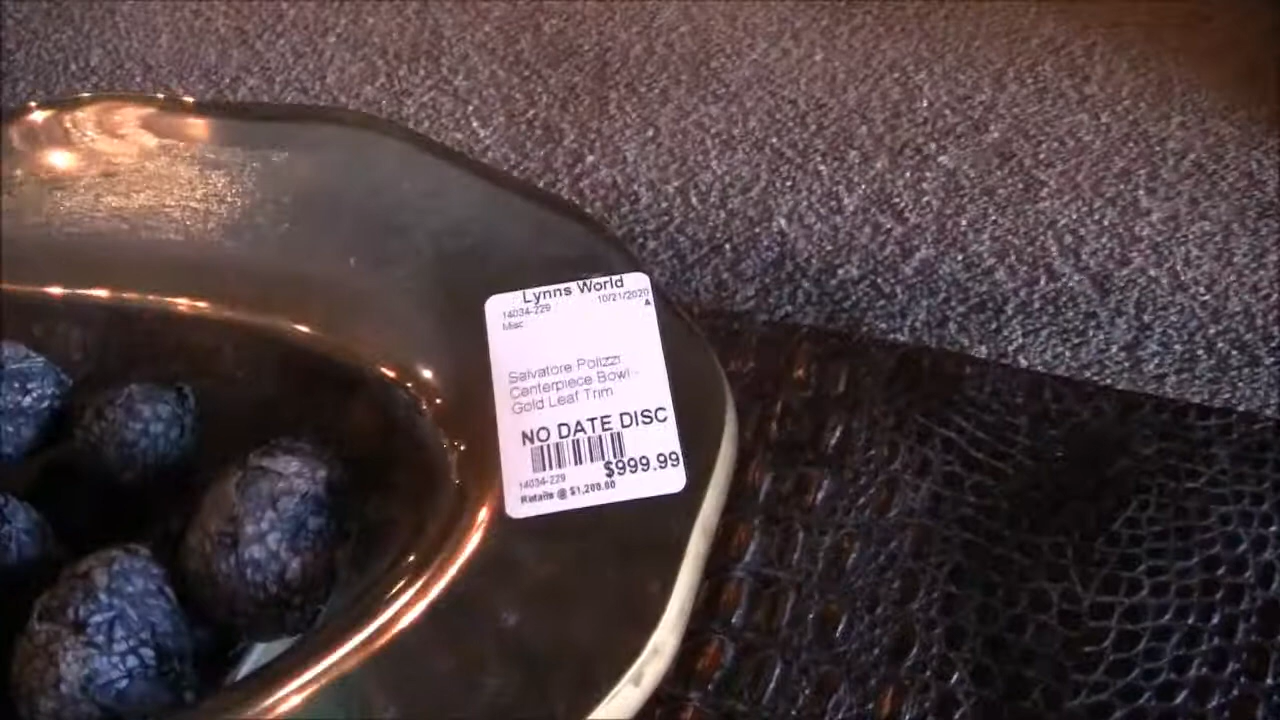 Lynns World
14034-229 10/21/2020
Misc A
Salvatore Polizzi
Centerpiece Bowl -
Gold Leaf Trim
NO DATE DISC
$999.99
14034-229
Retails @ $1,200.00